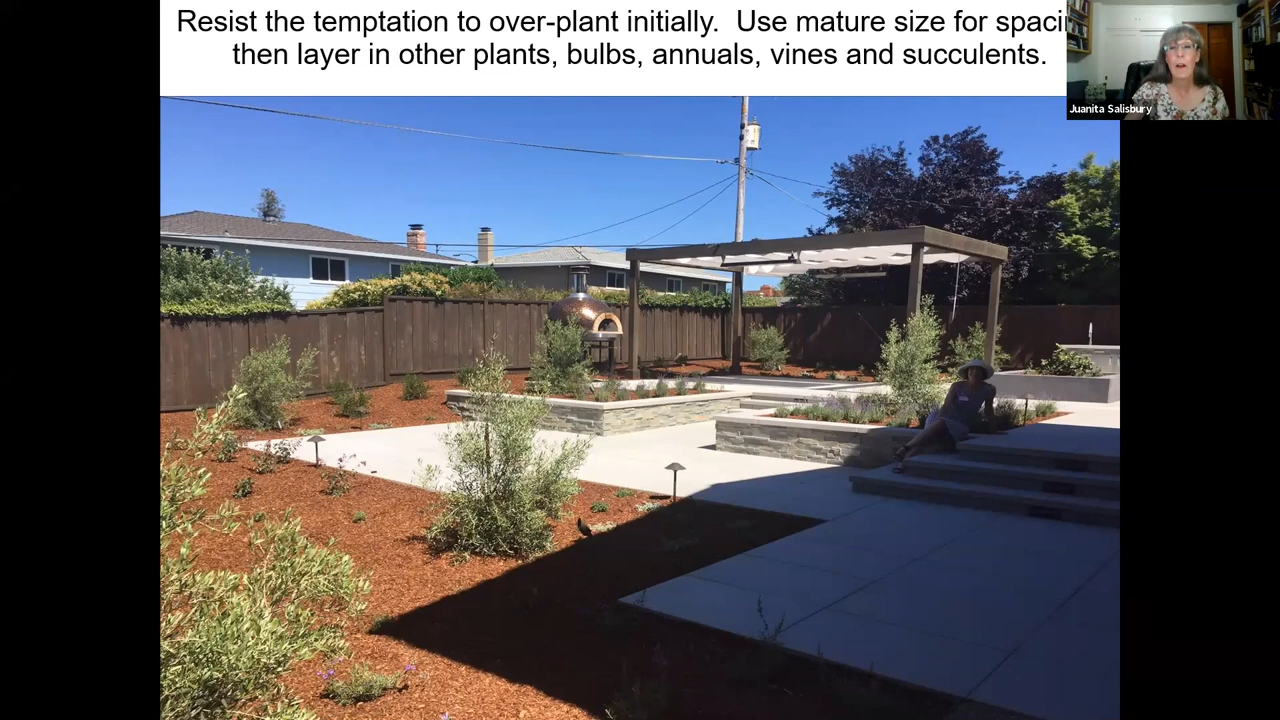 Resist the temptation to over-plant initially. Use mature size for
then layer in other plants, bulbs, annuals, vines and succulents.
Juanita Salisbury